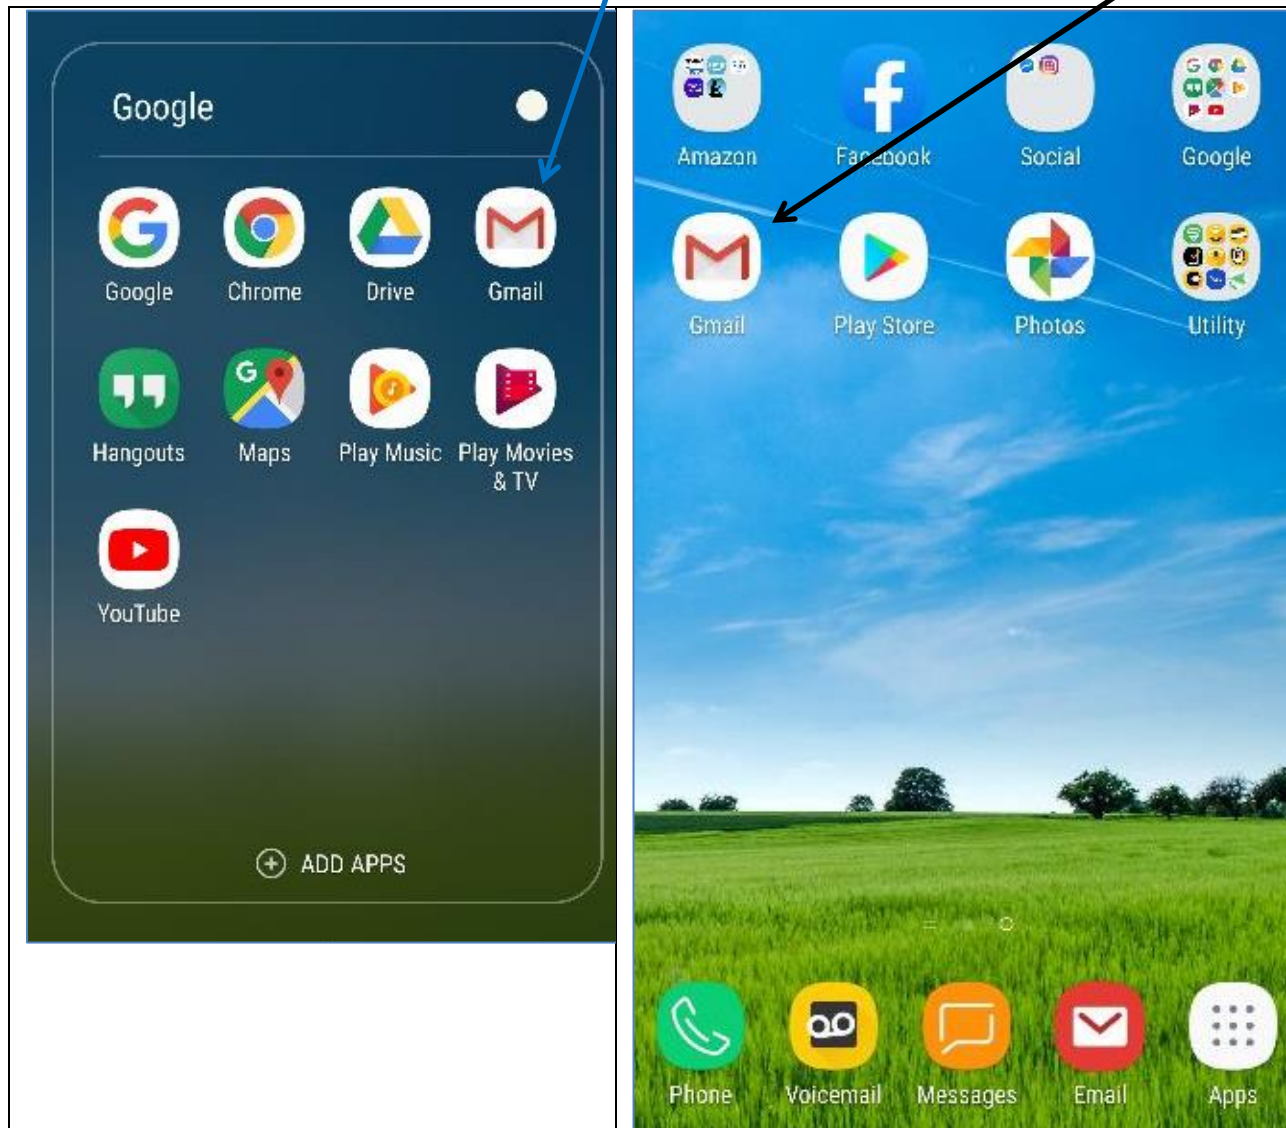 Google
Google Chrome Drive Gmail
Hangouts Maps Play Music Play Movies
& TV
YouTube
ADD APPS
Amazon Facebook Social Google
Gmail Play Store Photos Utility
Phone Voicemail Messages Email Apps